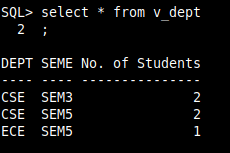 SQL> select * from v_dept
  2  ;
DEPT SEME No. of Students
---- ---- ---------------
CSE  SEM3               2
CSE  SEM5               2
ECE  SEM5               1